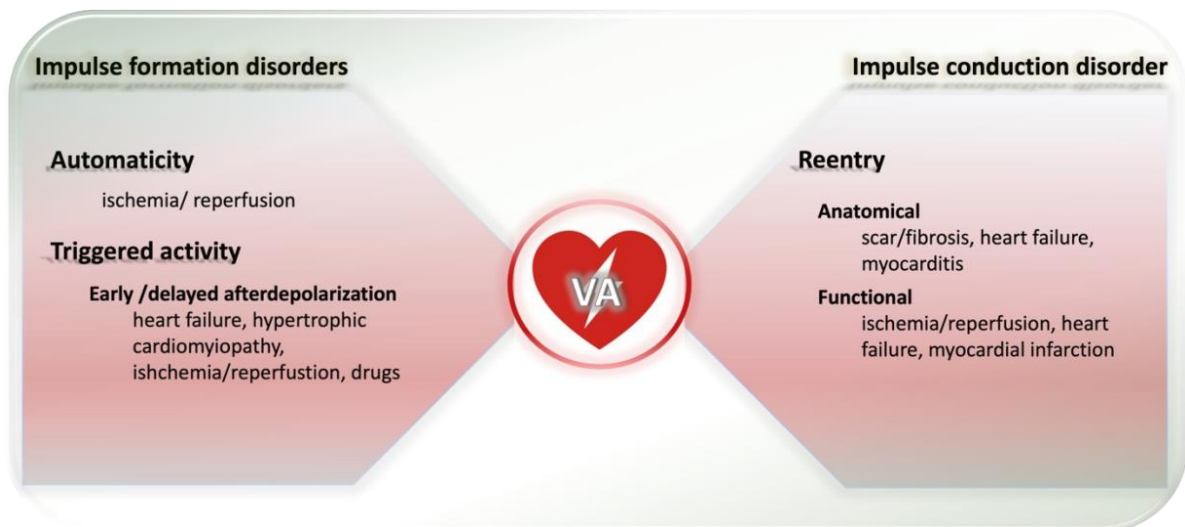 Impulse formation disorders
Automaticity
ischemia/ reperfusion
Triggered activity
Early /delayed afterdepolarization
heart failure, hypertrophic
cardiomyiopathy,
ishchemia/reperfustion, drugs
VA
Impulse conduction disorder
Reentry
Anatomical
scar/fibrosis, heart failure,
myocarditis
Functional
ischemia/reperfusion, heart
failure, myocardial infarction